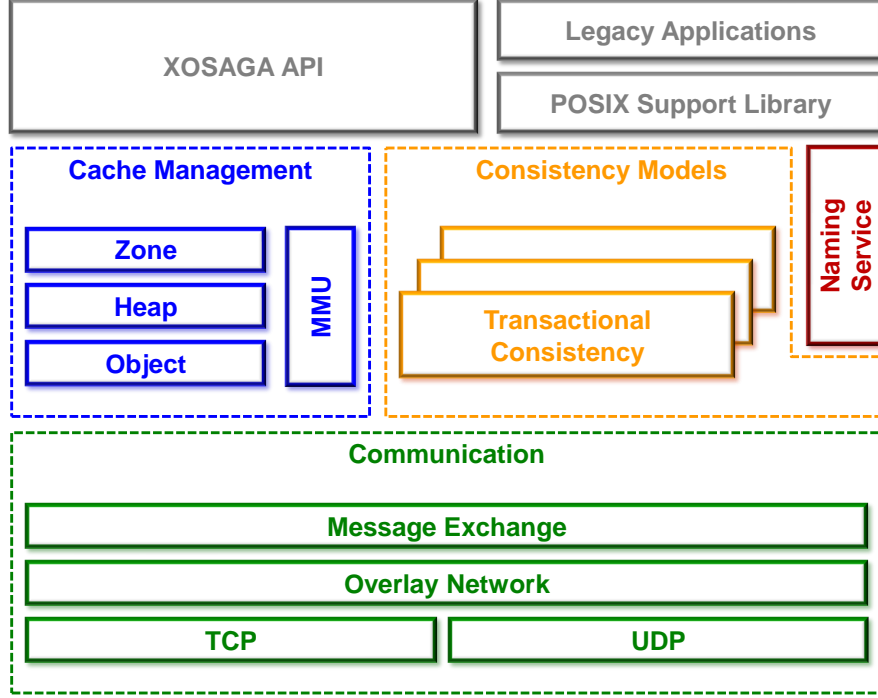 XOSAGA API
Legacy Applications
POSIX Support Library
Cache Management
Zone
Heap
Object
MMU
Consistency Models
Transactional
Consistency
Naming
Service
Communication
Message Exchange
Overlay Network
TCP
UDP